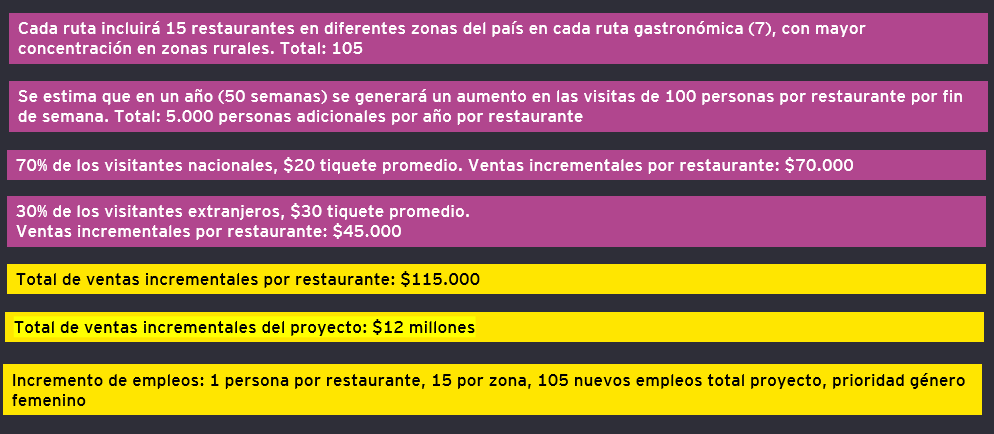 Cada ruta incluirá 15 restaurantes en diferentes zonas del país en cada ruta gastronómica (7), con mayor
concentración en zonas rurales. Total: 105
Se estima que en un año (50 semanas) se generará un aumento en las visitas de 100 personas por restaurante por fin
de semana. Total: 5.000 personas adicionales por año por restaurante
70% de los visitantes nacionales, $20 tiquete promedio. Ventas incrementales por restaurante: $70.000
30% de los visitantes extranjeros, $30 tiquete promedio.
Ventas incrementales por restaurante: $45.000
Total de ventas incrementales por restaurante: $115.000
Total de ventas incrementales del proyecto: $12 millones
Incremento de empleos: 1 persona por restaurante, 15 por zona, 105 nuevos empleos total proyecto, prioridad género
femenino